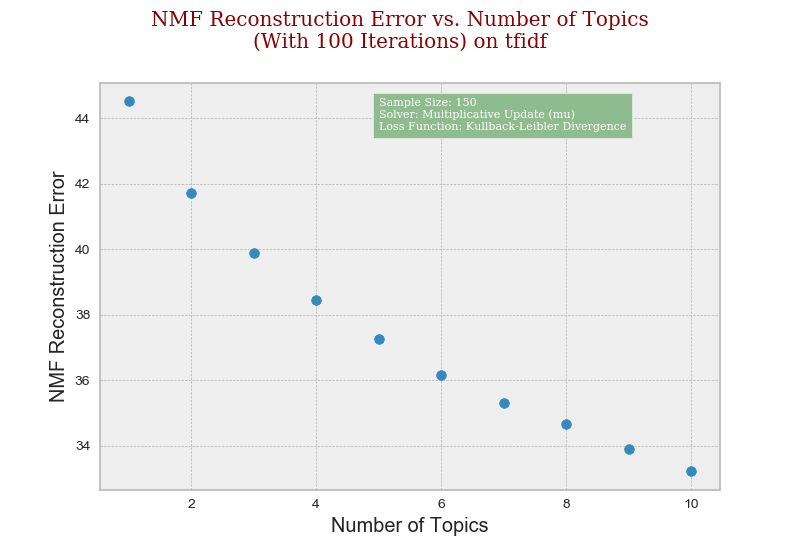 NMF Reconstruction Error vs. Number of Topics
(With 100 Iterations) on tfidf
Sample Size: 150
Solver: Multiplicative Update (mu)
Loss Function: Kullback-Leibler Divergence
NMF Reconstruction Error
44
42
40
38
36
34
2 4 6 8 10
Number of Topics